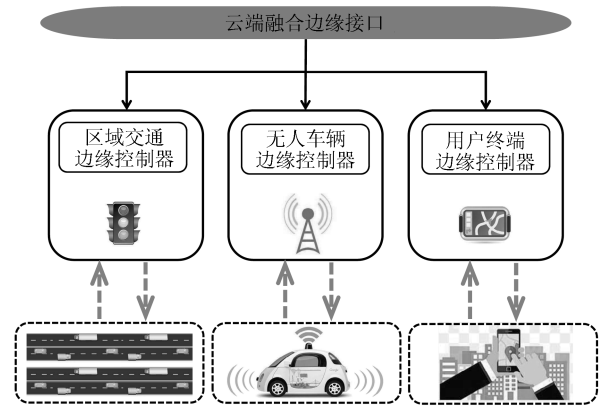 云端融合边缘接口
区域交通
边缘控制器
无人车辆
边缘控制器
用户终端
边缘控制器